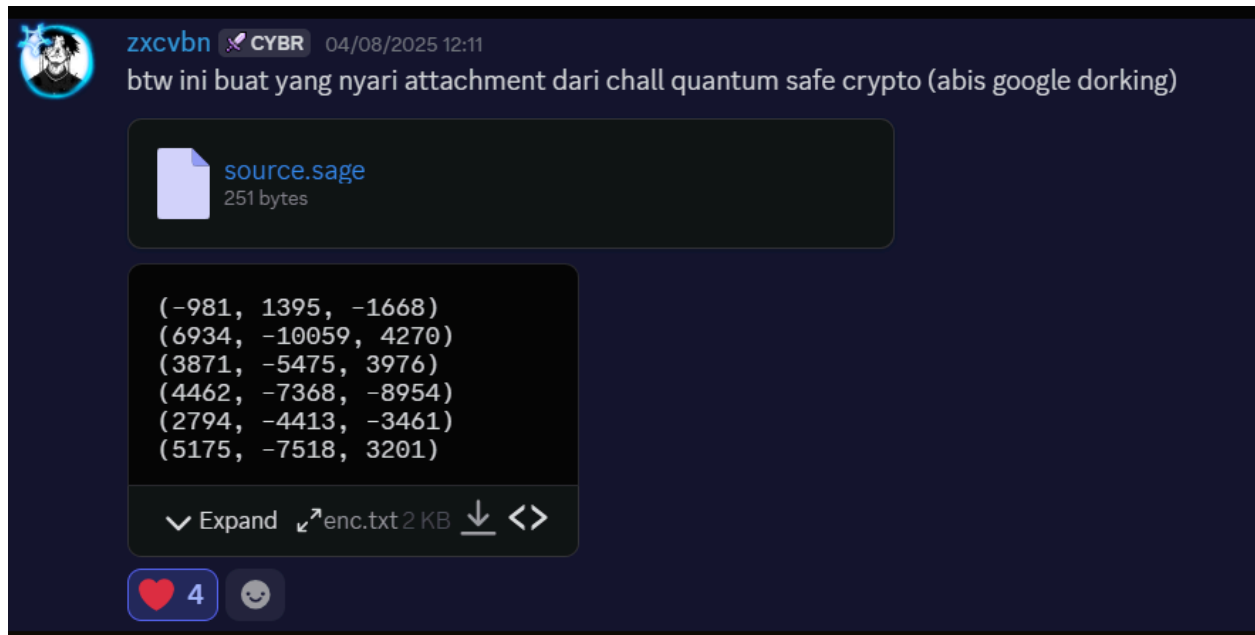 zxcvbn CYBR 04/08/2025 12:11
btw ini buat yang nyari attachment dari chall quantum safe crypto (abis google dorking)
source.sage
251 bytes
(-981, 1395, -1668)
(6934, -10059, 4270)
(3871, -5475, 3976)
(4462, -7368, -8954)
(2794, -4413, -3461)
(5175, -7518, 3201)
Expand enc.txt 2 KB <>
4